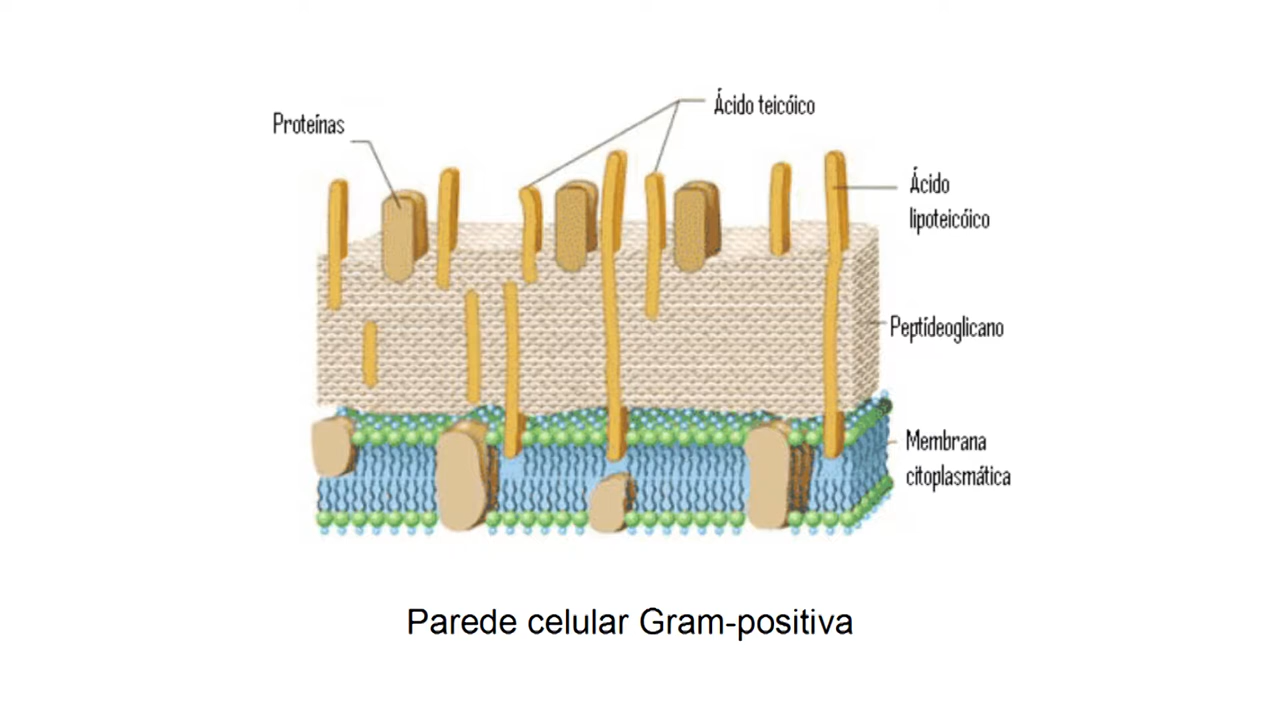 Proteínas
Ácido teicóico
Ácido
lipoteicóico
Peptídeoglicano
Membrana
citoplasmática
Parede celular Gram-positiva